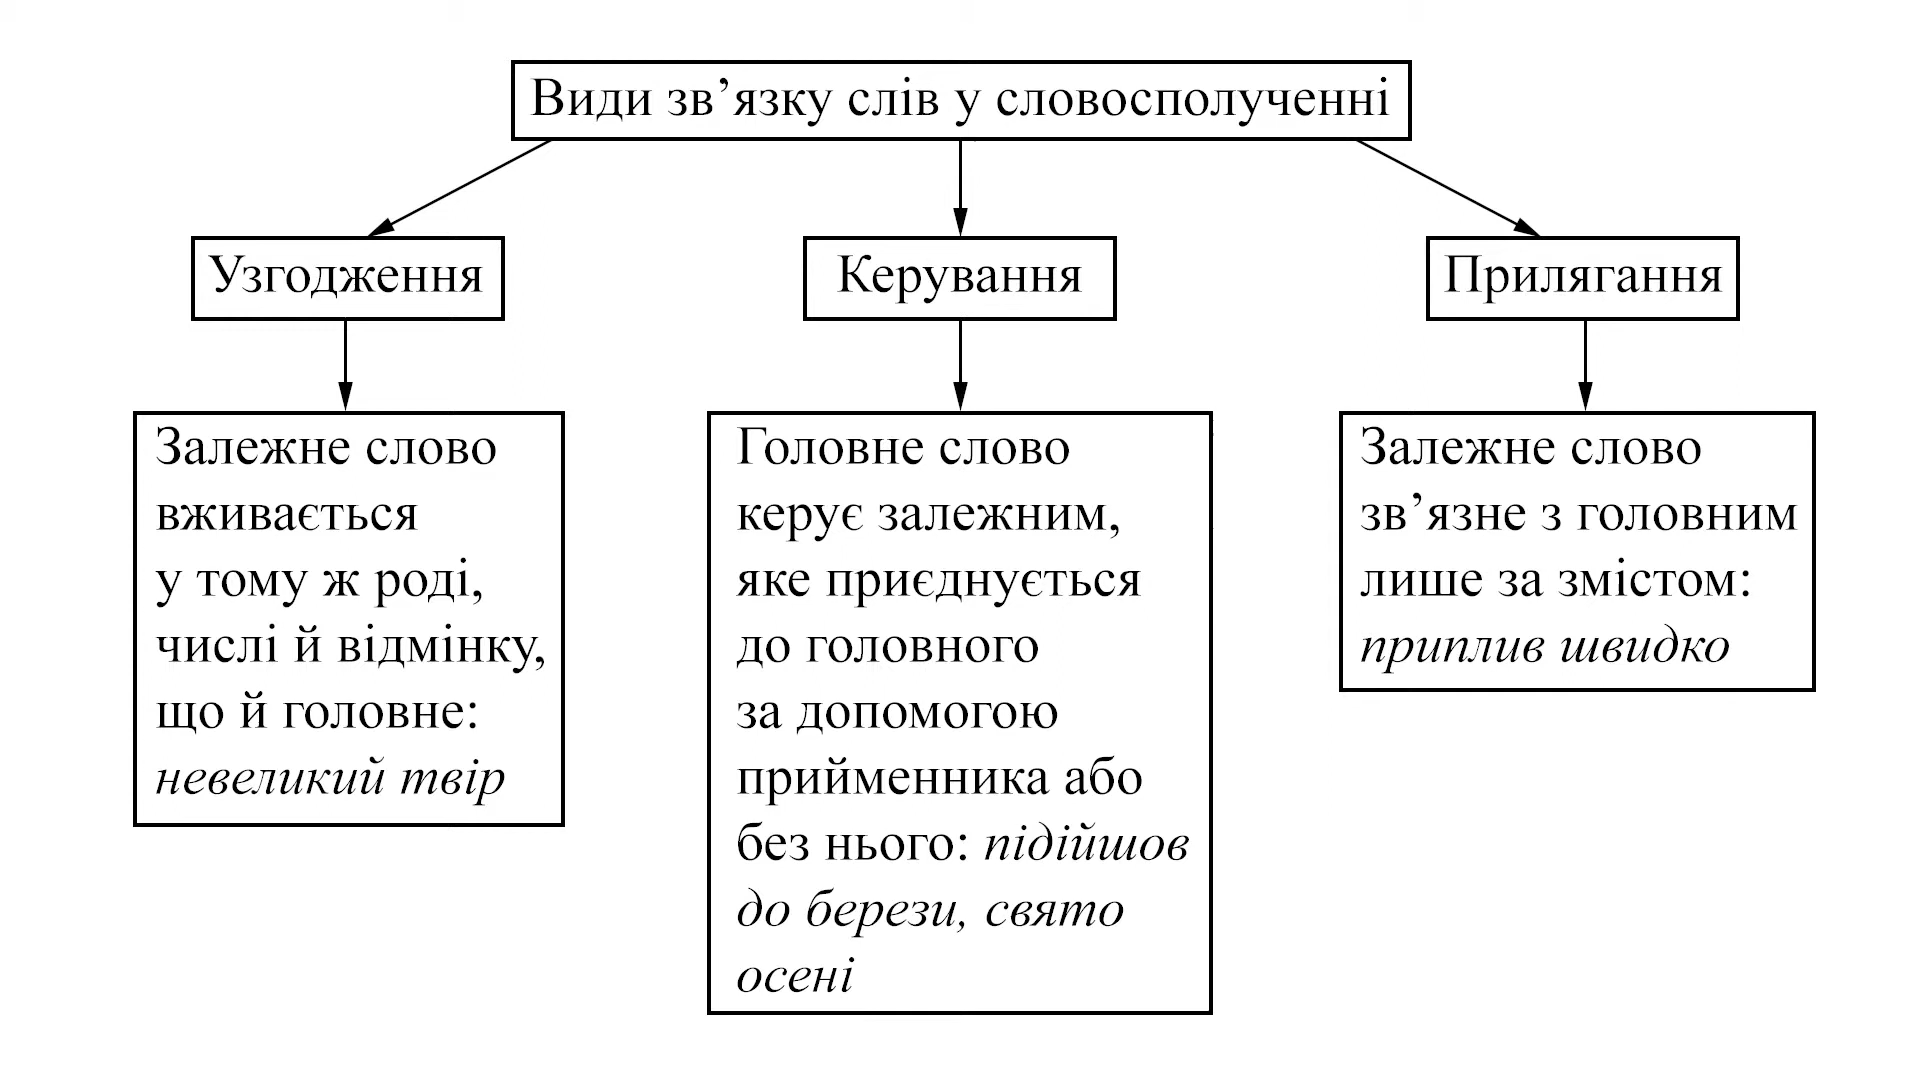 Види зв’язку слів у словосполученні
Узгодження
Керування
Прилягання
Залежне слово
вживається
у тому ж роді,
числі й відмінку,
що й головне:
невеликий твір
Головне слово
керує залежним,
яке приєднується
до головного
за допомогою
прийменника або
без нього: підійшов
до берези, свято
осені
Залежне слово
зв’язне з головним
лише за змістом:
приплив швидко